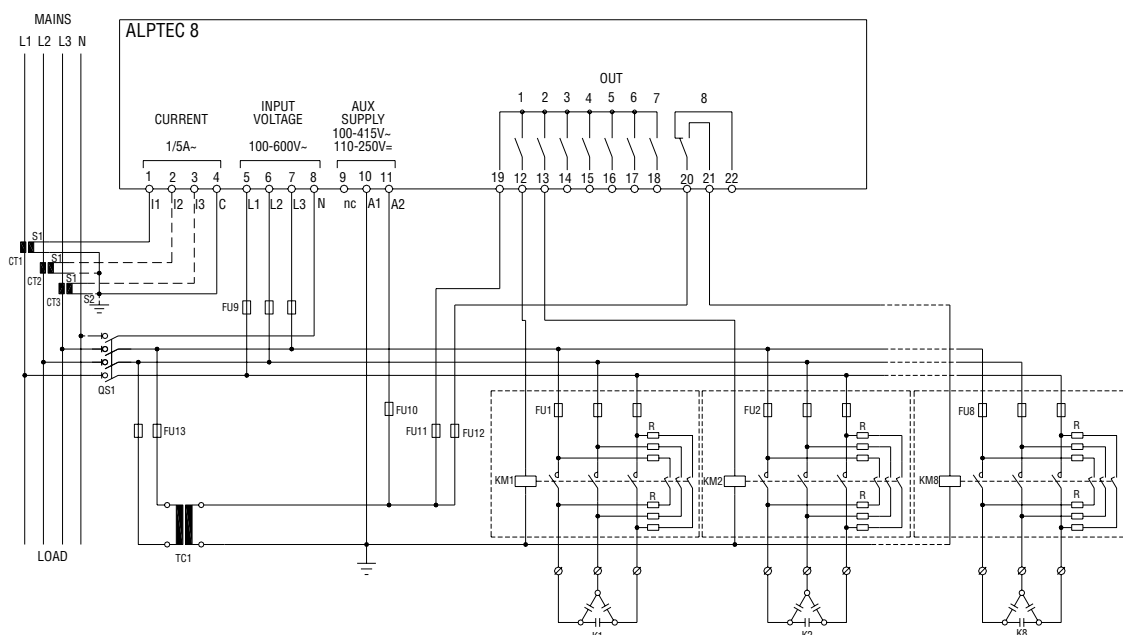 MAINS
L1 L2 L3 N
ALPTEC 8
OUT
1 2 3 4 5 6 7 8
CURRENT
1/5A~
INPUT
VOLTAGE
100-600V~
AUX
SUPPLY
100-415V~
110-250V=
1 2 3 4 5 6 7 8 9 10 11 19 12 13 14 15 16 17 18 20 21 22
I1 I2 I3 C L1 L2 L3 N nc A1 A2
S1
CT1
S1
CT2
S1
CT3
S2
FU9
QS1
FU13
FU10
FU11
FU12
FU1
R
KM1
R
FU2
R
KM2
R
FU8
R
KM8
R
LOAD
TC1
K1
K2
K8